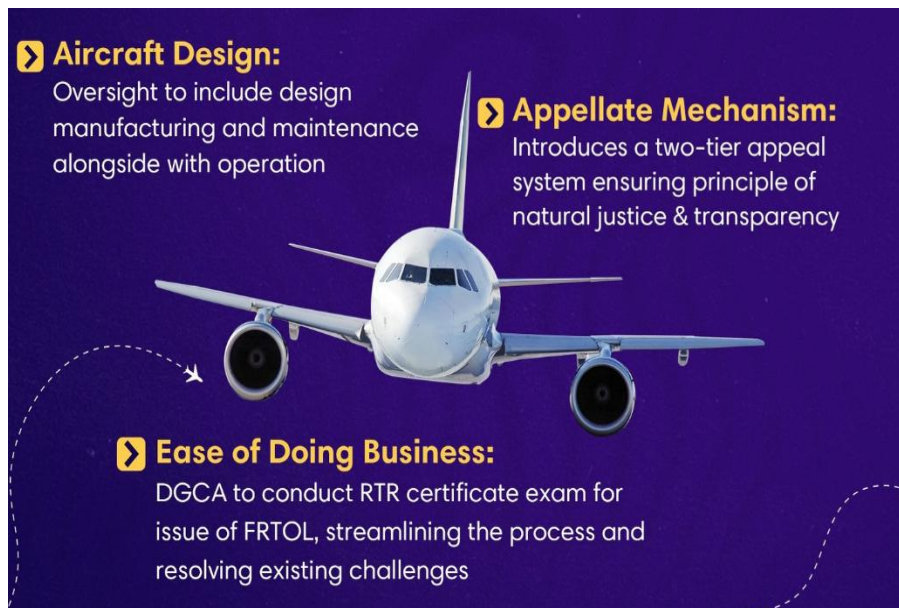 Aircraft Design:
Oversight to include design
manufacturing and maintenance
alongside with operation
Appellate Mechanism:
Introduces a two-tier appeal
system ensuring principle of
natural justice & transparency
Ease of Doing Business:
DGCA to conduct RTR certificate exam for
issue of FRTOL, streamlining the process and
resolving existing challenges